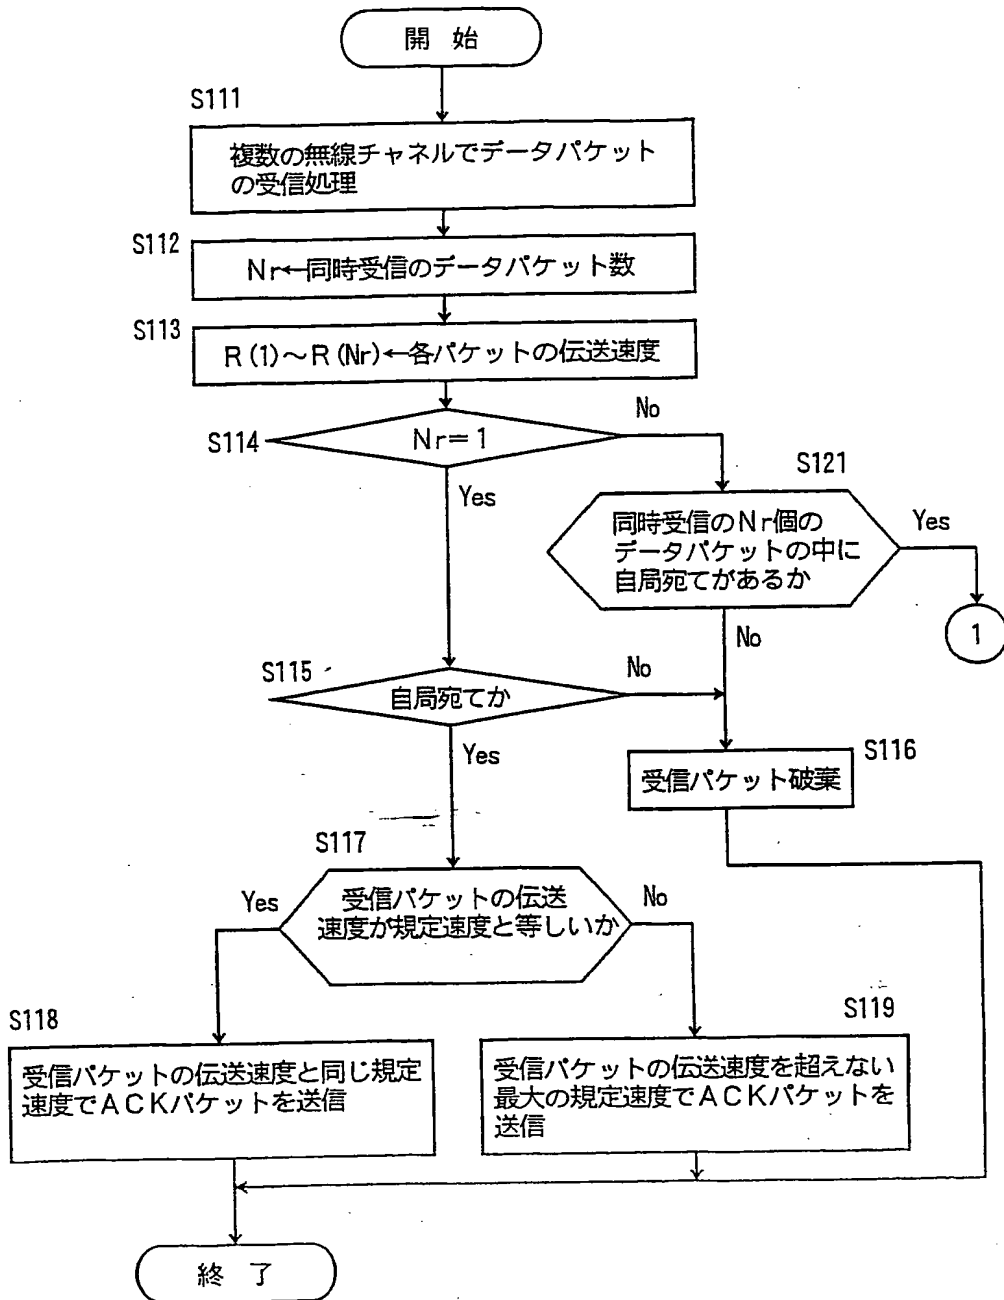 開 始
S111
複数の無線チャネルでデータパケット
の受信処理
S112
Nr←同時受信のデータパケット数
S113
R(1)～R(Nr)←各パケットの伝送速度
S114
Nr=1
No
Yes
S121
同時受信のNr個の
データパケットの中に
自局宛てがあるか
Yes
No
1
S115
自局宛てか
No
Yes
S116
受信パケット破棄
S117
受信パケットの伝送
速度が規定速度と等しいか
Yes
No
S118
受信パケットの伝送速度と同じ規定
速度でACKパケットを送信
S119
受信パケットの伝送速度を超えない
最大の規定速度でACKパケットを
送信
終 了